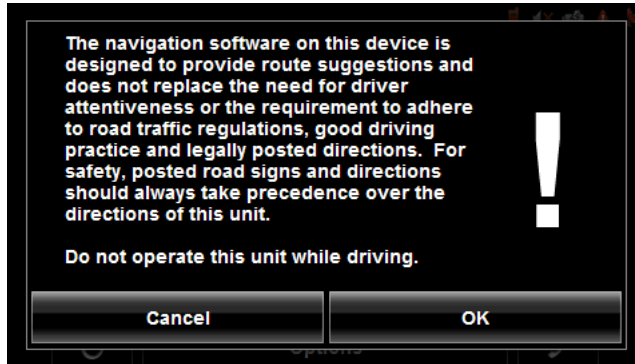 The navigation software on this device is
designed to provide route suggestions and
does not replace the need for driver
attentiveness or the requirement to adhere
to road traffic regulations, good driving
practice and legally posted directions.  For
safety, posted road signs and directions
should always take precedence over the
directions of this unit.
Do not operate this unit while driving.
!
Cancel
OK
Options